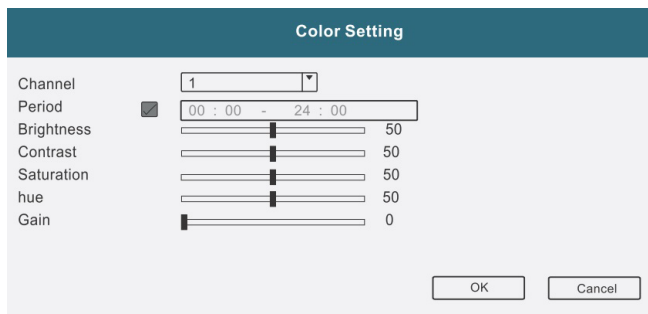 Color Setting
Channel 1
Period 00 : 00 - 24 : 00
Brightness 50
Contrast 50
Saturation 50
hue 50
Gain 0
OK Cancel